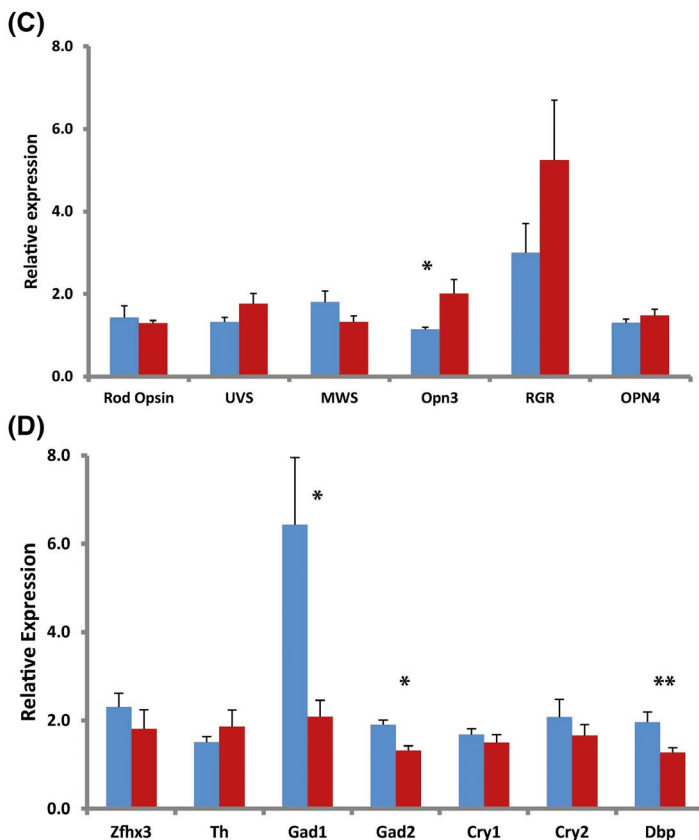 (C)
8.0
6.0
4.0
2.0
0.0
Relative expression
*
Rod Opsin UVS MWS Opn3 RGR OPN4
(D)
8.0
6.0
4.0
2.0
0.0
Relative Expression
*
*
**
Zfhx3 Th Gad1 Gad2 Cry1 Cry2 Dbp